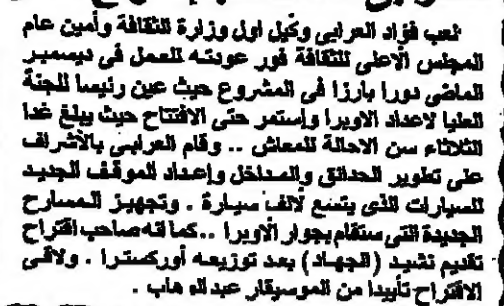 لعب فؤاد العرابى وكيل اول وزارة الثقافة وأمين عام
المجلس الأعلى للثقافة فور عودته للعمل فى ديسمبر
الماضى دورا بارزا فى المشروع حيث عين رئيسا للجنة
العليا لاعداد الاوبرا وإستمر حتى الافتتاح حيث يبلغ غدا
الثلاثاء سن الاحالة للمعاش .. وقام العرابى بالاشراف
على تطوير الحدائق والمداخل وإعداد الموقف الجديد
للسيارات الذى يتسع لألف سيارة . وتجهيز المسارح
الجديدة التى ستقام بجوار الأوبرا .. كما انه صاحب اقتراح
تقديم نشيد (الجهاد) بعد توزيعه أوركسترا . ولاقى
الاقتراح تأييدا من الموسيقار عبدالوهاب .